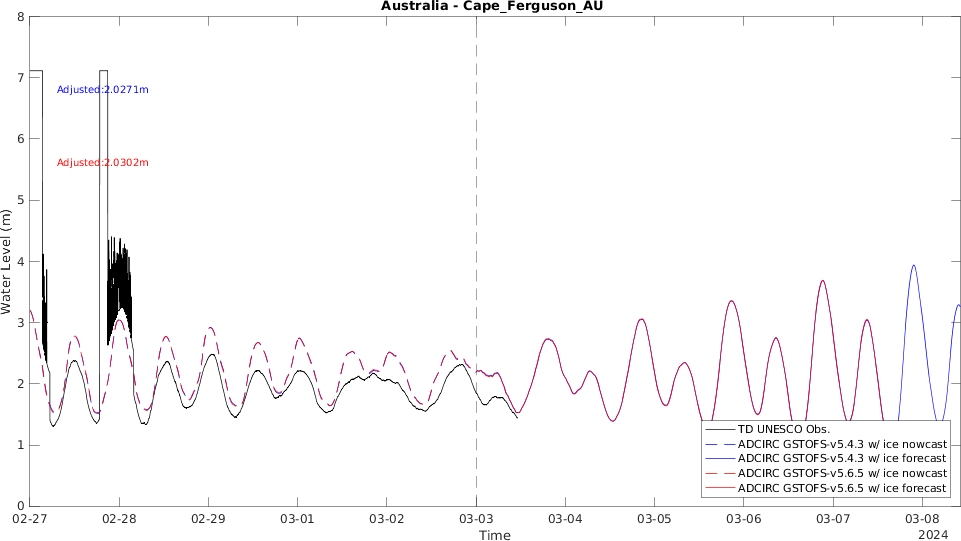 Australia - Cape_Ferguson_AU
8
7
6
5
4
3
2
1
0
Water Level (m)
Adjusted:2.0271m
Adjusted:2.0302m
TD UNESCO Obs.
ADCIRC GSTOFS-v5.4.3 w/ ice nowcast
ADCIRC GSTOFS-v5.4.3 w/ ice forecast
ADCIRC GSTOFS-v5.6.5 w/ ice nowcast
ADCIRC GSTOFS-v5.6.5 w/ ice forecast
02-27 02-28 02-29 03-01 03-02 03-03 03-04 03-05 03-06 03-07 03-08
Time
2024